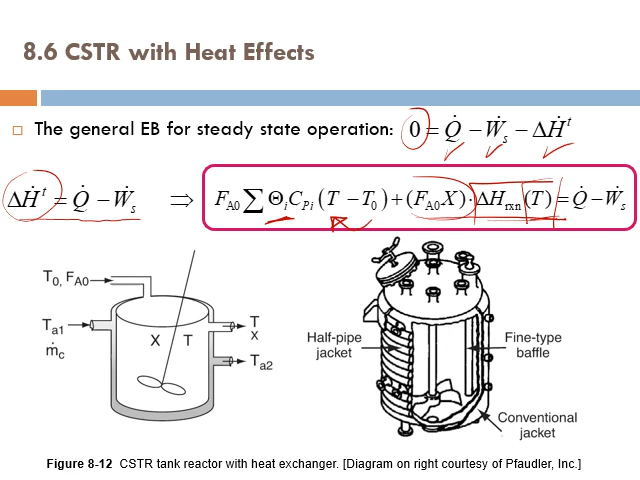 8.6 CSTR with Heat Effects
The general EB for steady state operation: 0 = Q̇ − Ẇₛ − ΔḢᵗ
ΔḢᵗ = Q̇ − Ẇₛ ⇒ F_A0 ∑ Θᵢ C_Pi (T − T₀) + (F_A0 X) · ΔH_rxn (T) = Q̇ − Ẇₛ
T₀, F_A0
T_a1
ṁ_c
X T
T
X
T_a2
Half-pipe
jacket
Fine-type
baffle
Conventional
jacket
Figure 8-12 CSTR tank reactor with heat exchanger. [Diagram on right courtesy of Pfaudler, Inc.]